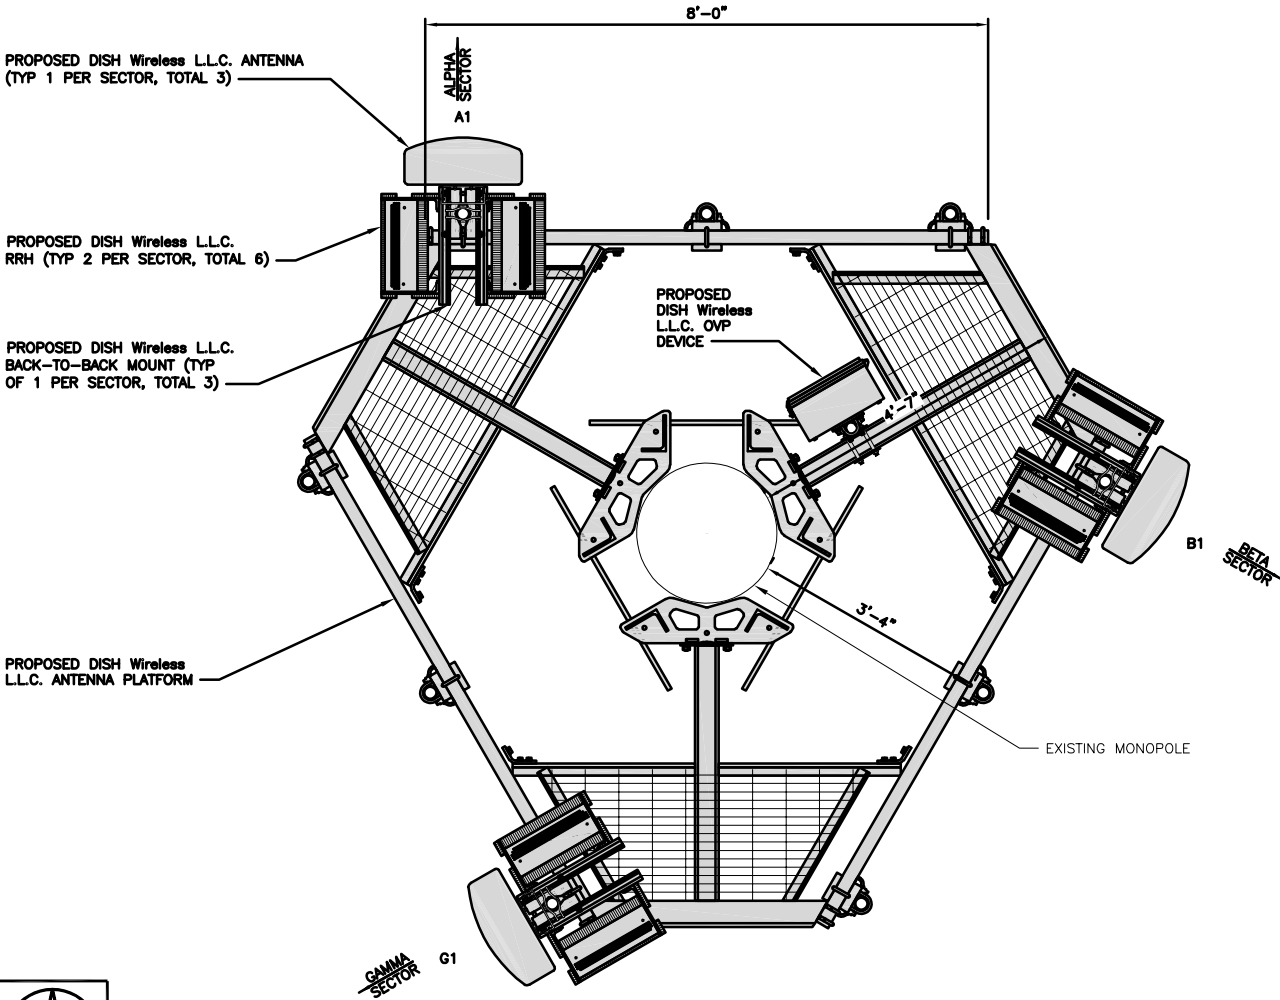 8'-0"
PROPOSED DISH Wireless L.L.C. ANTENNA
(TYP 1 PER SECTOR, TOTAL 3)
ALPHA
SECTOR
A1
PROPOSED DISH Wireless L.L.C.
RRH (TYP 2 PER SECTOR, TOTAL 6)
PROPOSED
DISH Wireless
L.L.C. OVP
DEVICE
PROPOSED DISH Wireless L.L.C.
BACK-TO-BACK MOUNT (TYP
OF 1 PER SECTOR, TOTAL 3)
4'-7"
B1
BETA
SECTOR
3'-4"
PROPOSED DISH Wireless
L.L.C. ANTENNA PLATFORM
EXISTING MONOPOLE
GAMMA
SECTOR
G1